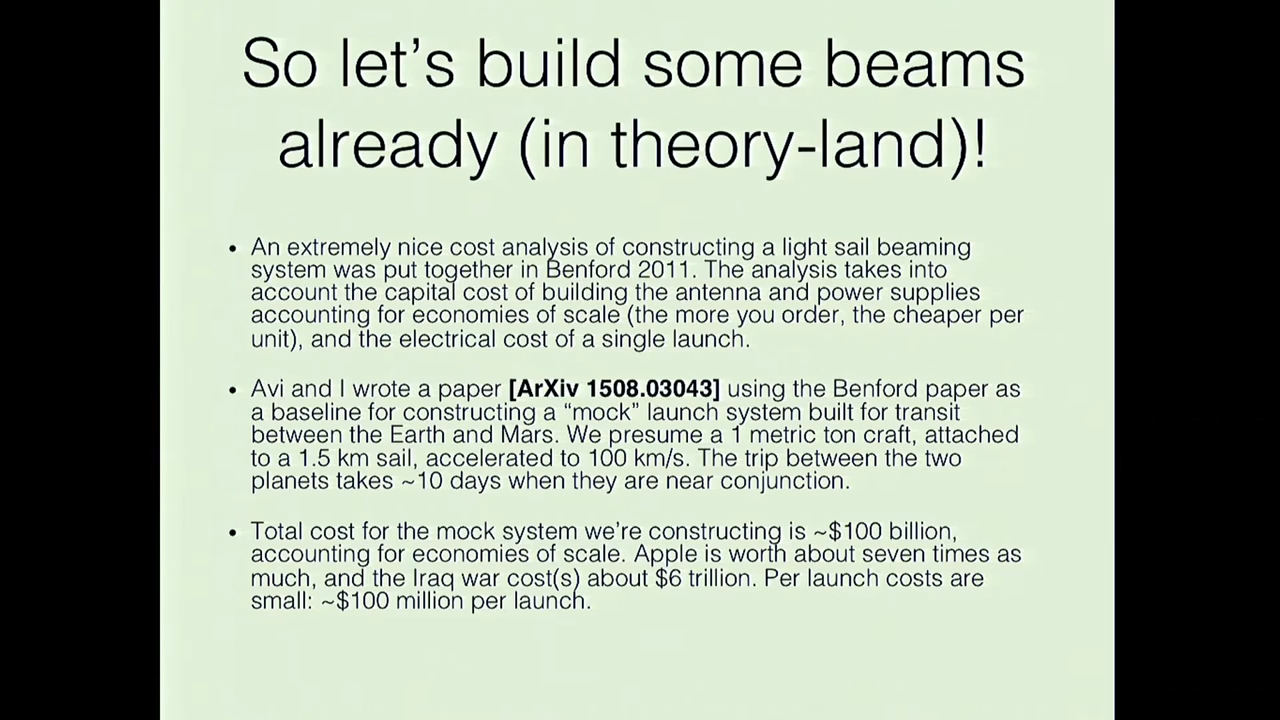 So let’s build some beams
already (in theory-land)!
• An extremely nice cost analysis of constructing a light sail beaming
system was put together in Benford 2011. The analysis takes into
account the capital cost of building the antenna and power supplies
accounting for economies of scale (the more you order, the cheaper per
unit), and the electrical cost of a single launch.
• Avi and I wrote a paper [ArXiv 1508.03043] using the Benford paper as
a baseline for constructing a “mock” launch system built for transit
between the Earth and Mars. We presume a 1 metric ton craft, attached
to a 1.5 km sail, accelerated to 100 km/s. The trip between the two
planets takes ~10 days when they are near conjunction.
• Total cost for the mock system we’re constructing is ~$100 billion,
accounting for economies of scale. Apple is worth about seven times as
much, and the Iraq war cost(s) about $6 trillion. Per launch costs are
small: ~$100 million per launch.